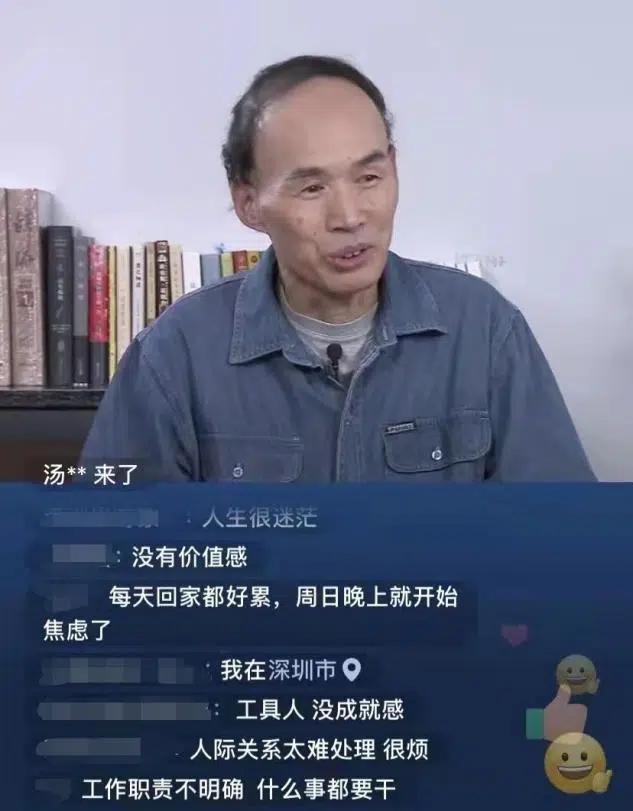 汤** 来了
：人生很迷茫
：没有价值感
每天回家都好累，周日晚上就开始
焦虑了
：我在深圳市
：工具人 没成就感
人际关系太难处理 很烦
工作职责不明确 什么事都要干